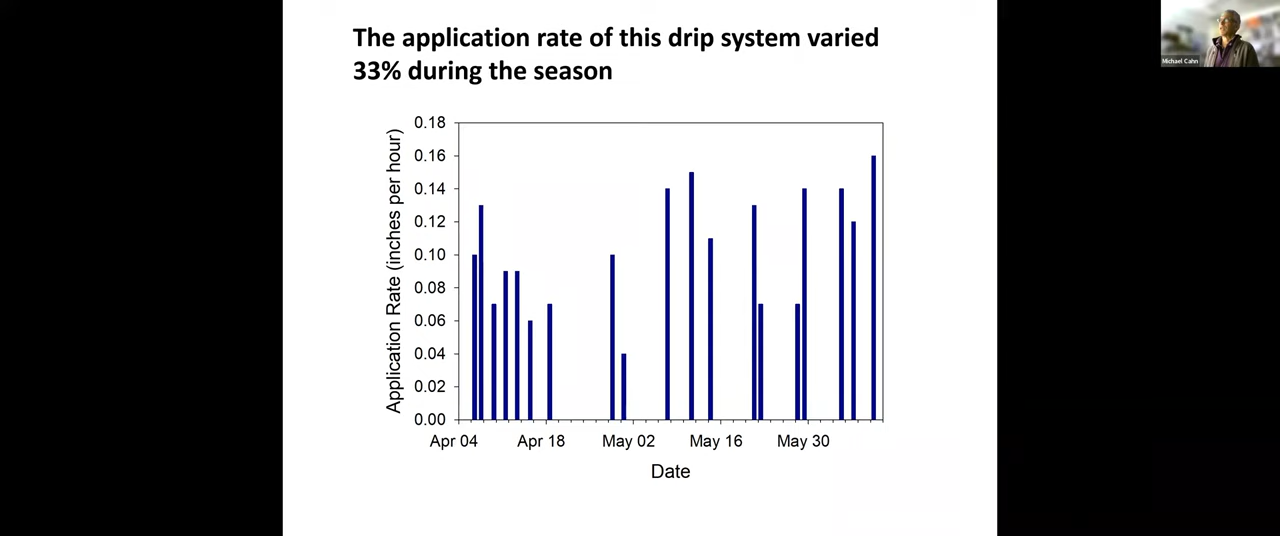 The application rate of this drip system varied
33% during the season
Michael Cahn
Application Rate (inches per hour)
0.18
0.16
0.14
0.12
0.10
0.08
0.06
0.04
0.02
0.00
Apr 04 Apr 18 May 02 May 16 May 30
Date